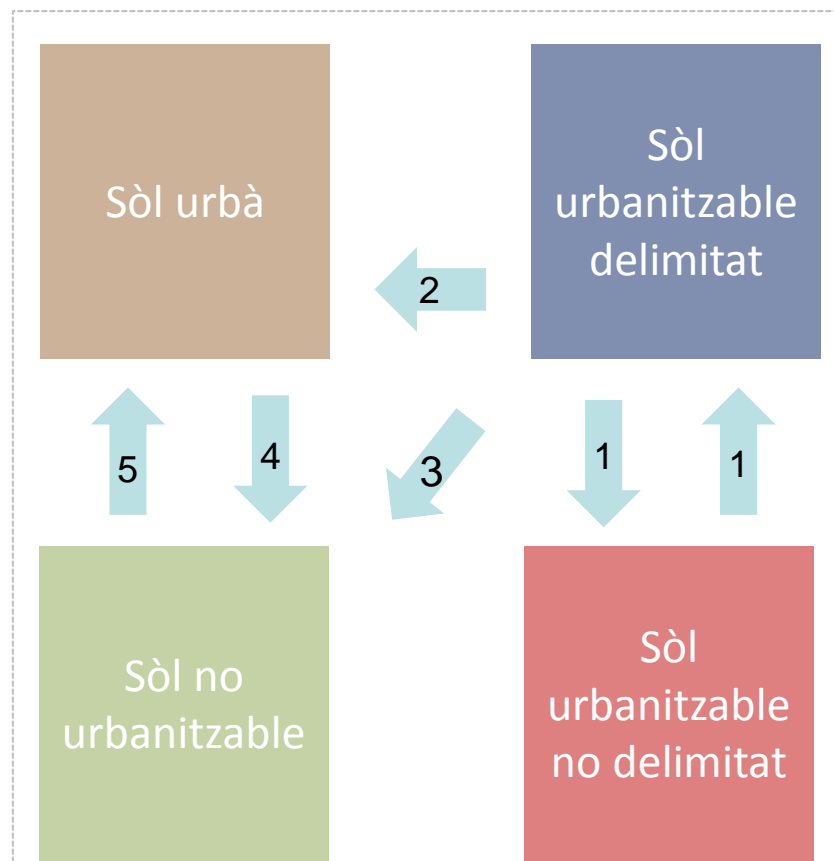 Sòl urbà
Sòl
urbanitzable
delimitat
2
5
4
3
1
1
Sòl no
urbanitzable
Sòl
urbanitzable
no delimitat